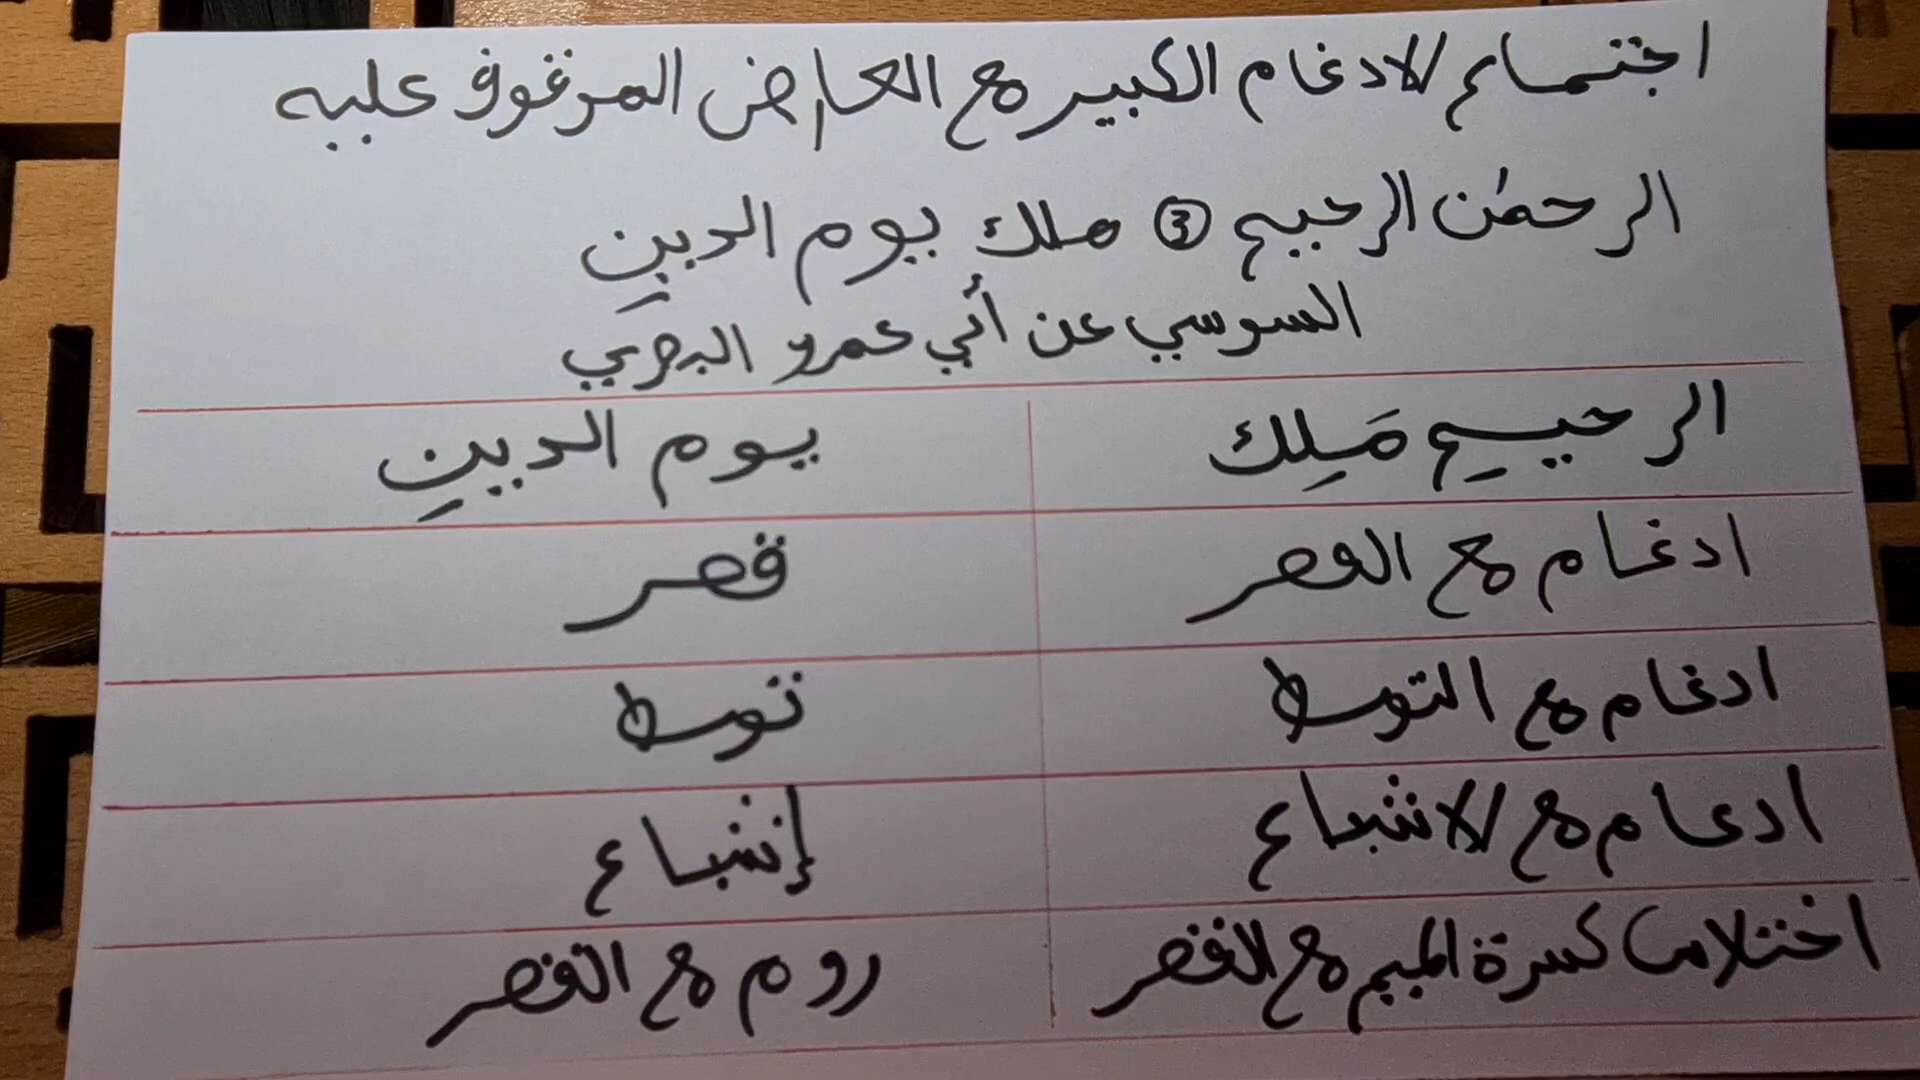 اجتماع الادغام الكبير مع العارض الموقوف عليه
الرحمٰن الرحيم 3 ملك يوم الدينِ
السوسي عن أبي عمرو البصري
الرحيمِ مَلِك يوم الدينِ
ادغام مع القصر قصر
ادغام مع التوسط توسط
ادغام مع الاشباع إشباع
اختلاس كسرة الميم مع القصر روم مع القصر